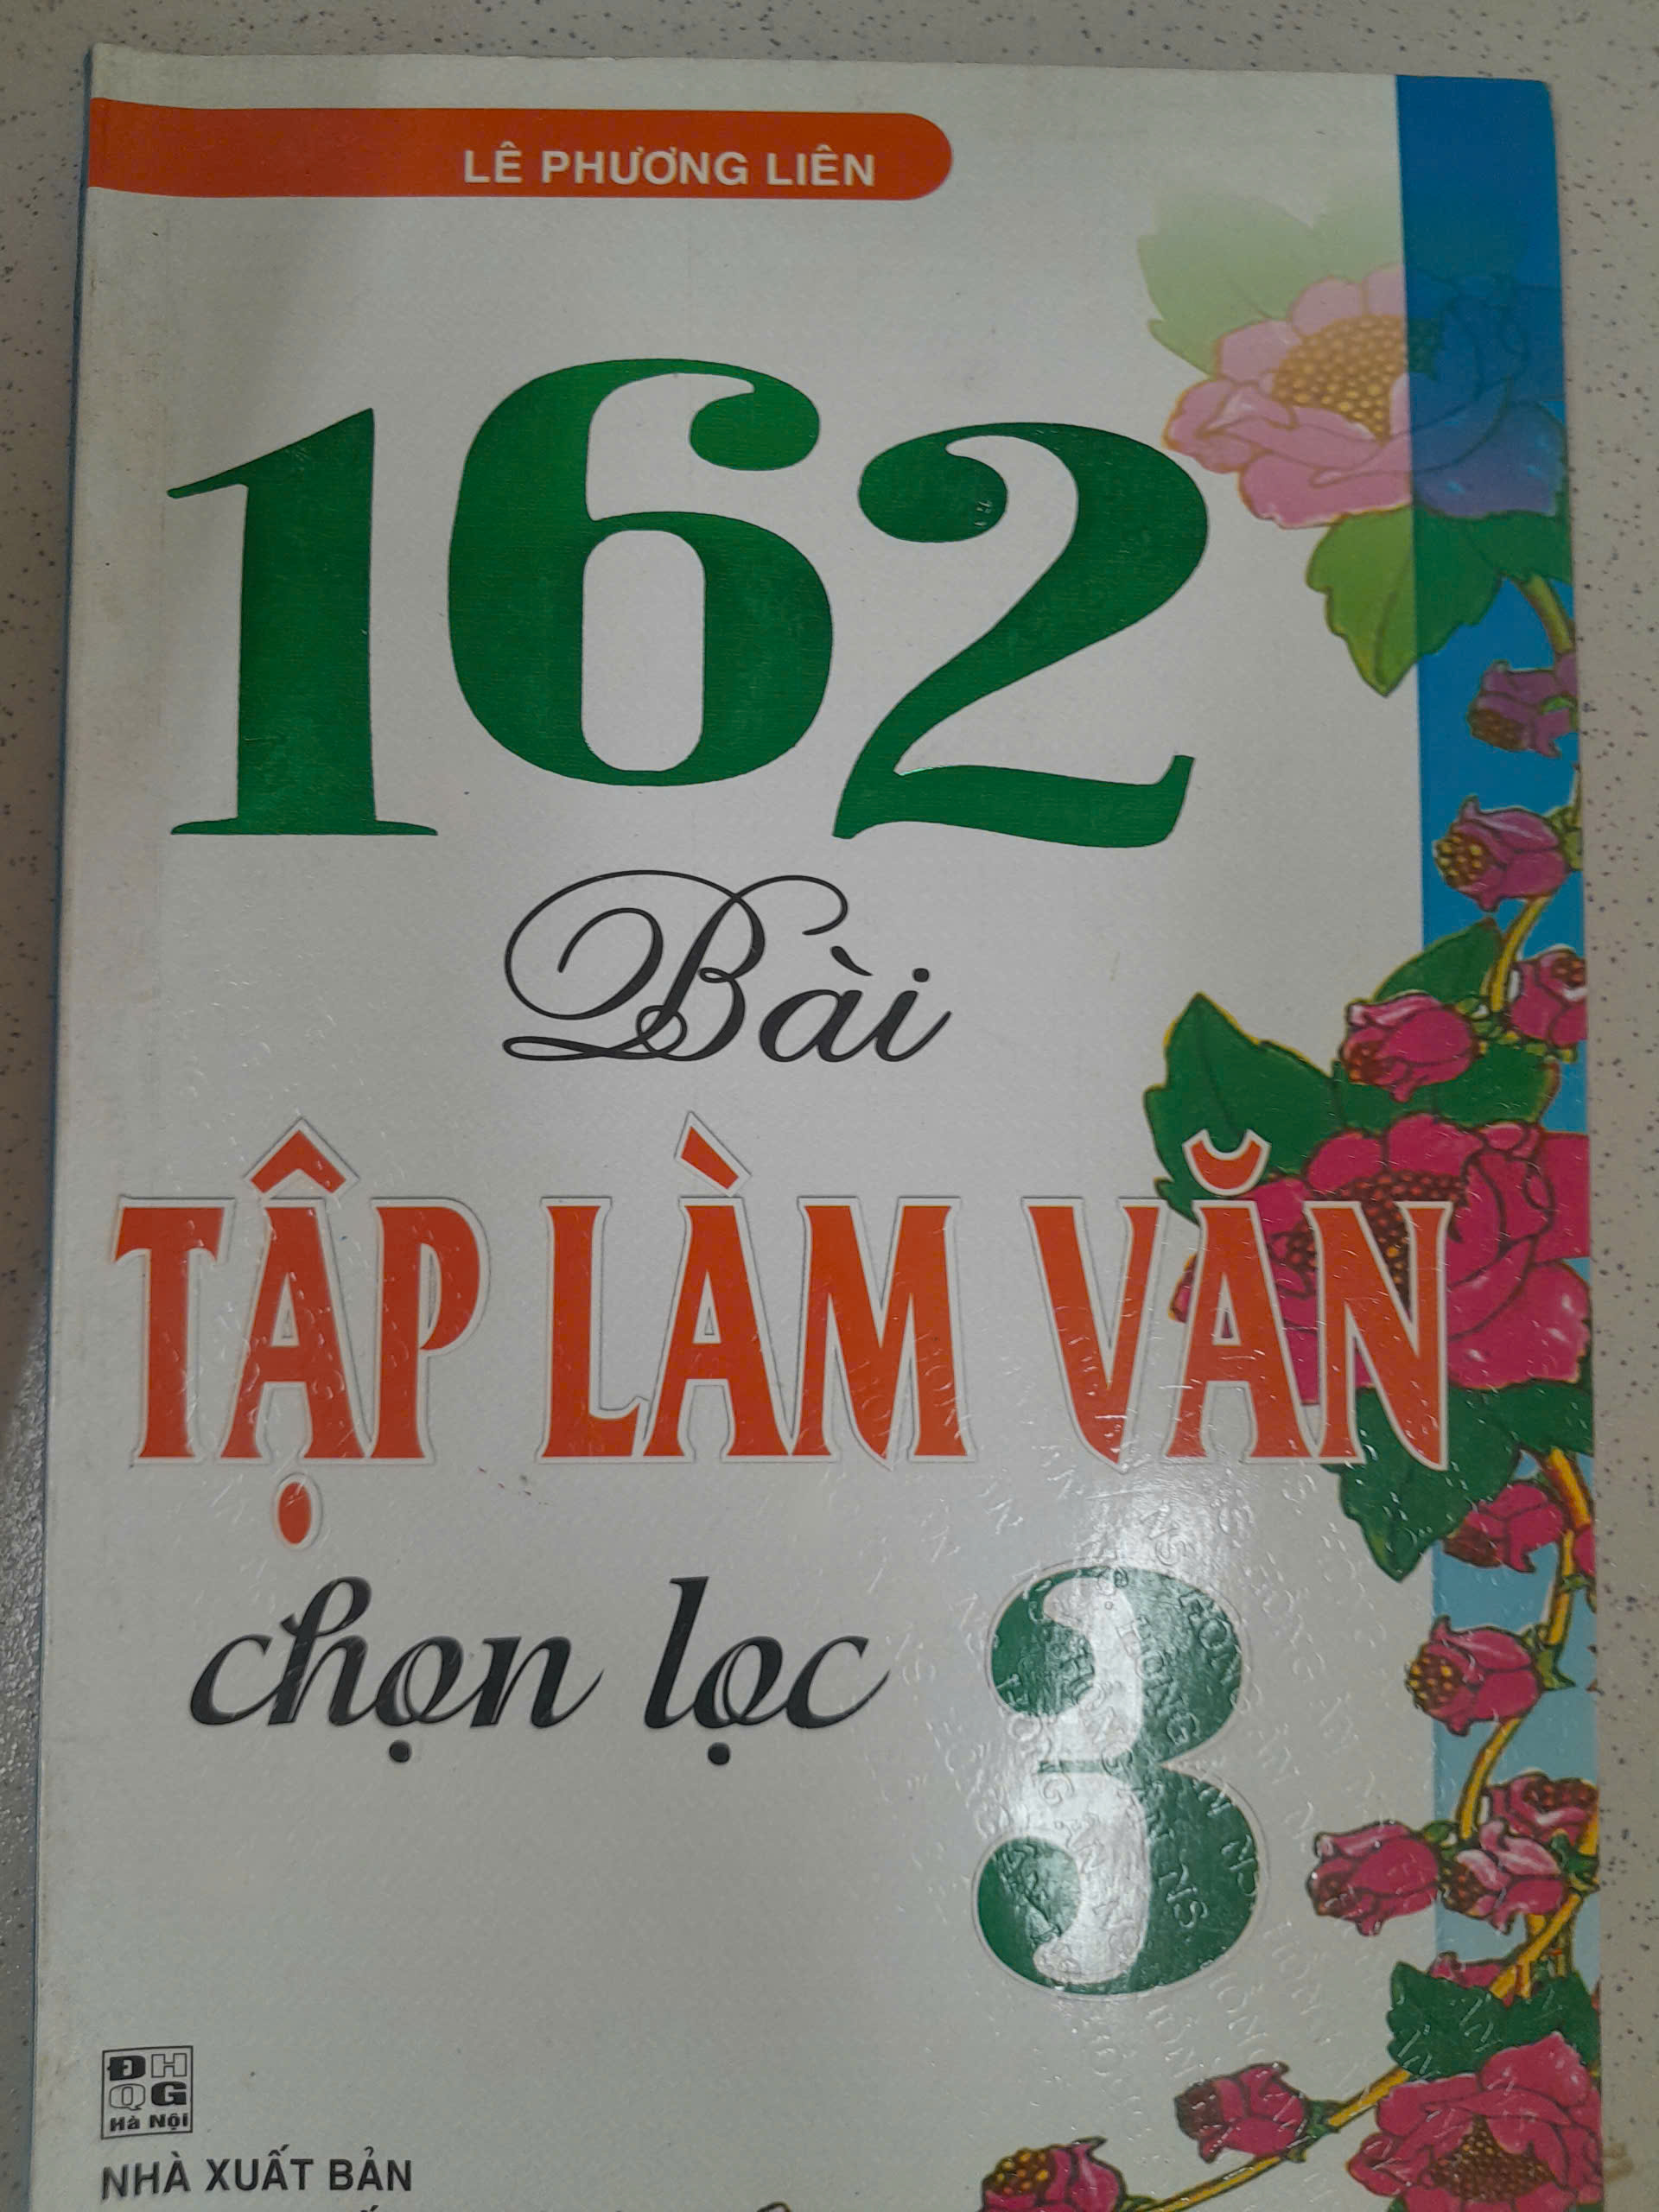 LÊ PHƯƠNG LIÊN
162
Bài
TẬP LÀM VĂN
chọn lọc
3
ĐH
QG
Hà Nội
NHÀ XUẤT BẢN